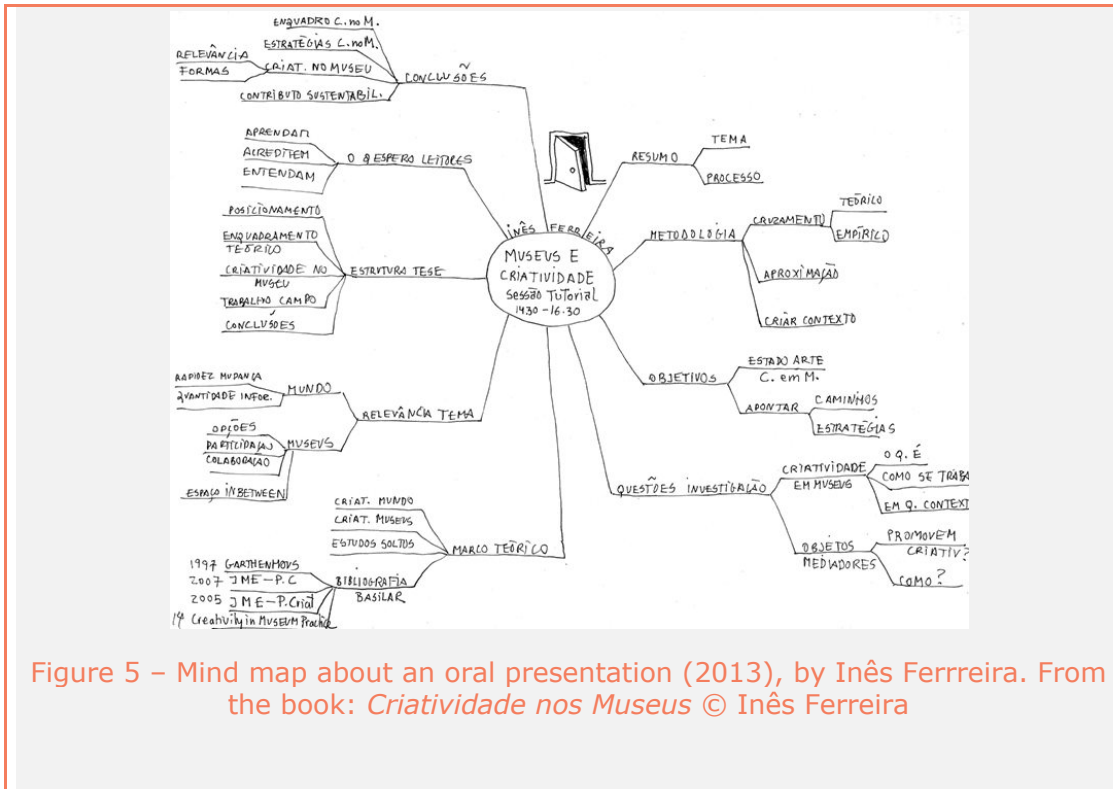 INÊS FERREIRA
MUSEUS E
CRIATIVIDADE
SESSÃO TUTORIAL
1430-16.30
RESUMO
TEMA
PROCESSO
METODOLOGIA
CRUZAMENTO
TEÓRICO
EMPÍRICO
APROXIMAÇÃO
CRIAR CONTEXTO
OBJETIVOS
ESTADO ARTE
C. em M.
APONTAR
CAMINHOS
ESTRATÉGIAS
QUESTÕES INVESTIGAÇÃO
CRIATIVIDADE
EM MUSEUS
O Q. É
COMO SE TRABA
EM Q. CONTEXT
OBJETOS
MEDIADORES
PROMOVEM
CRIATIV?
COMO?
MARCO TEÓRICO
CRIAT. MUNDO
CRIAT. MUSEUS
ESTUDOS SOLTOS
BIBLIOGRAFIA
BASILAR
1997 GARTHENHOUS
2007 JME-P.C
2005 JME-P.Criat
Creativity in MUSEUM Practice
RELEVÂNCIA TEMA
MUNDO
RAPIDEZ MUDANÇA
QUANTIDADE INFOR.
MUSEUS
OPÇÕES
PARTICIPAÇÃO
COLABORAÇÃO
ESPAÇO INBETWEEN
ESTRUTURA TESE
POSICIONAMENTO
ENQUADRAMENTO
TEÓRICO
CRIATIVIDADE NO
MUSEU
TRABALHO CAMPO
CONCLUSÕES
O Q ESPERO LEITORES
APRENDAM
ACREDITEM
ENTENDAM
CONCLUSÕES
ENQUADRO C. no M.
ESTRATÉGIAS C. no M.
CRIAT. NO MUSEU
RELEVÂNCIA
FORMAS
CONTRIBUTO SUSTENTABIL.
Figure 5 – Mind map about an oral presentation (2013), by Inês Ferrreira. From
the book: Criatividade nos Museus © Inês Ferreira